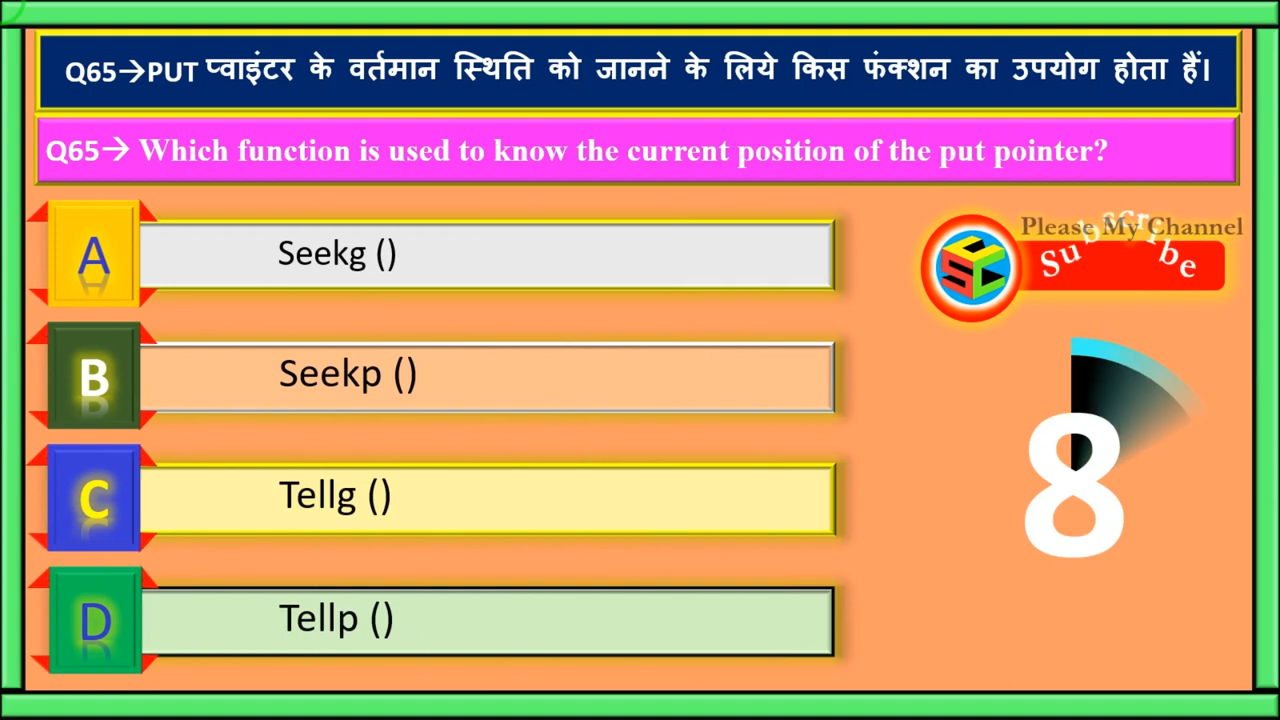 Q65→PUT प्वाइंटर के वर्तमान स्थिति को जानने के लिये किस फंक्शन का उपयोग होता हैं।
Q65→ Which function is used to know the current position of the put pointer?
A Seekg ()
Please My Channel
Subscribe
CSC
B Seekp ()
8
C Tellg ()
D Tellp ()